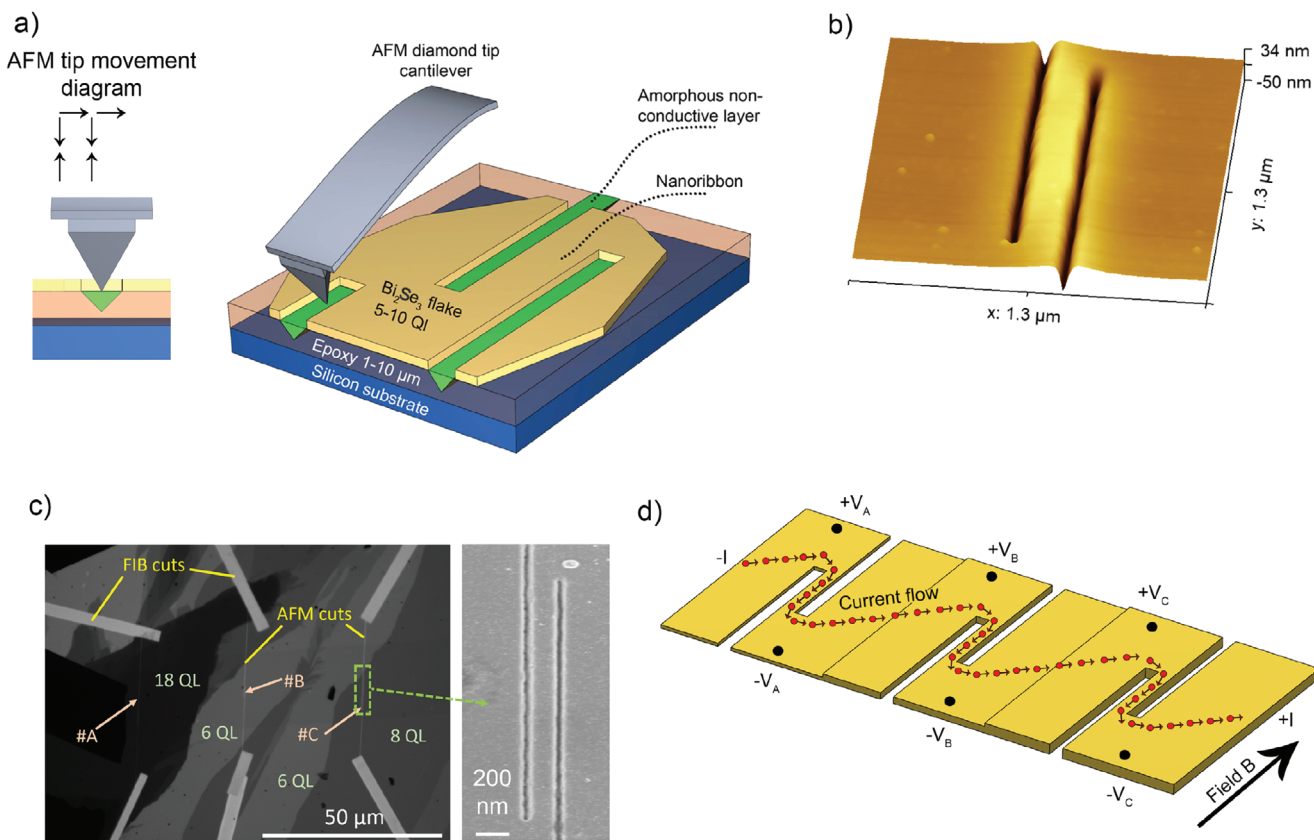 a)
AFM tip movement
diagram
AFM diamond tip
cantilever
Amorphous non-
conductive layer
Nanoribbon
Bi2Se3 flake
5-10 Ql
Epoxy 1-10 µm
Silicon substrate
b)
34 nm
-50 nm
y: 1.3 µm
x: 1.3 µm
c)
FIB cuts
AFM cuts
18 QL
#B
#A
6 QL
#C
8 QL
6 QL
50 µm
200
nm
d)
+VA
-I
+VB
Current flow
+VC
-VA
-VB
+I
-VC
Field B